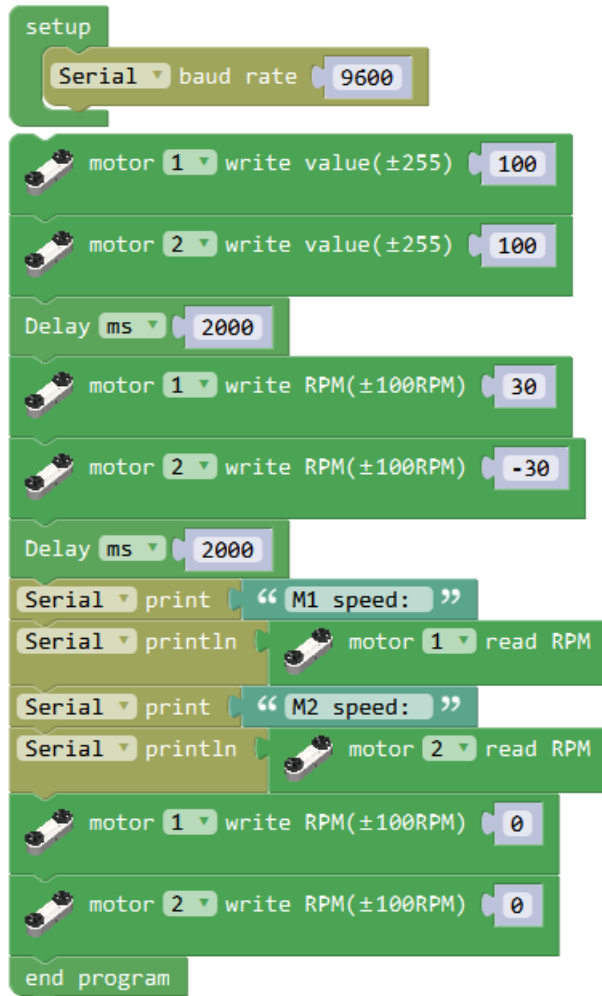 setup
Serial baud rate 9600
motor 1 write value(±255) 100
motor 2 write value(±255) 100
Delay ms 2000
motor 1 write RPM(±100RPM) 30
motor 2 write RPM(±100RPM) -30
Delay ms 2000
Serial print “ M1 speed: ”
Serial println motor 1 read RPM
Serial print “ M2 speed: ”
Serial println motor 2 read RPM
motor 1 write RPM(±100RPM) 0
motor 2 write RPM(±100RPM) 0
end program